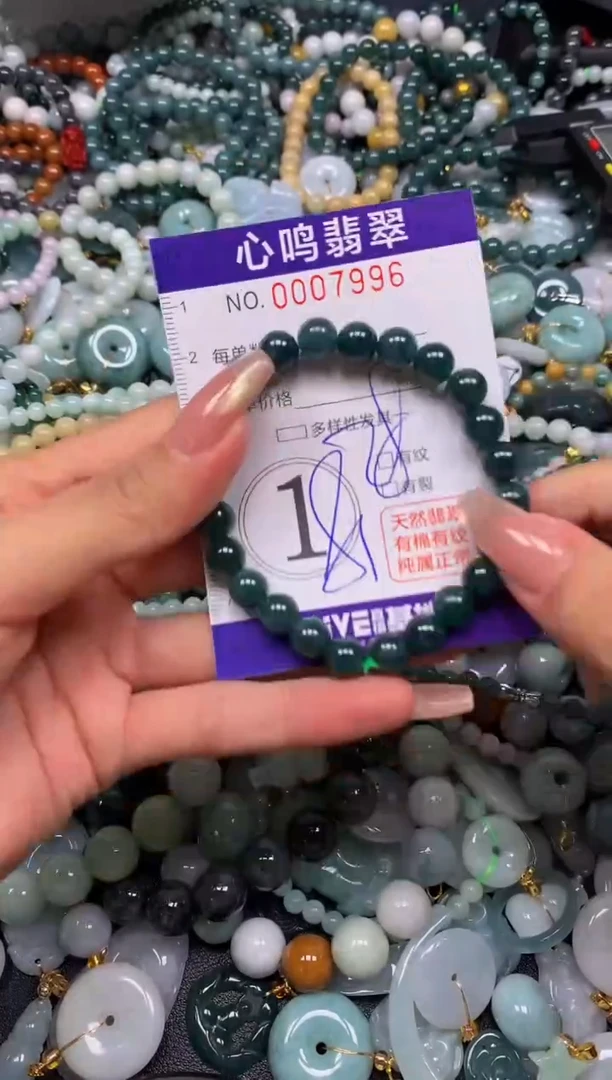 心鸣翡翠
NO. 0007996
1
2 每单
价格
多样性发货
有纹
有裂
1
天然翡翠
有棉有纹
纯属正常